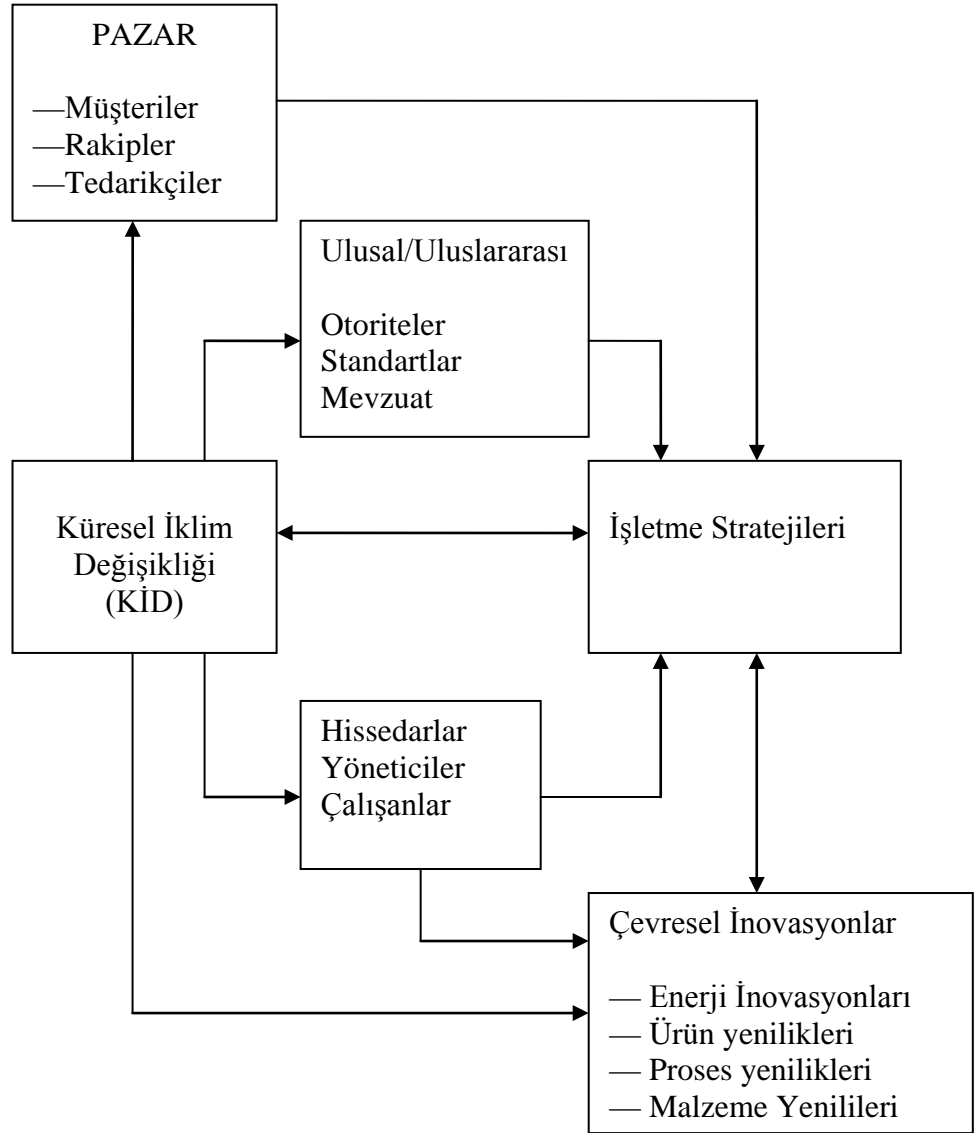 PAZAR
—Müşteriler
—Rakipler
—Tedarikçiler
Ulusal/Uluslararası
Otoriteler
Standartlar
Mevzuat
Küresel İklim
Değişikliği
(KİD)
İşletme Stratejileri
Hissedarlar
Yöneticiler
Çalışanlar
Çevresel İnovasyonlar
— Enerji İnovasyonları
— Ürün yenilikleri
— Proses yenilikleri
— Malzeme Yenilileri